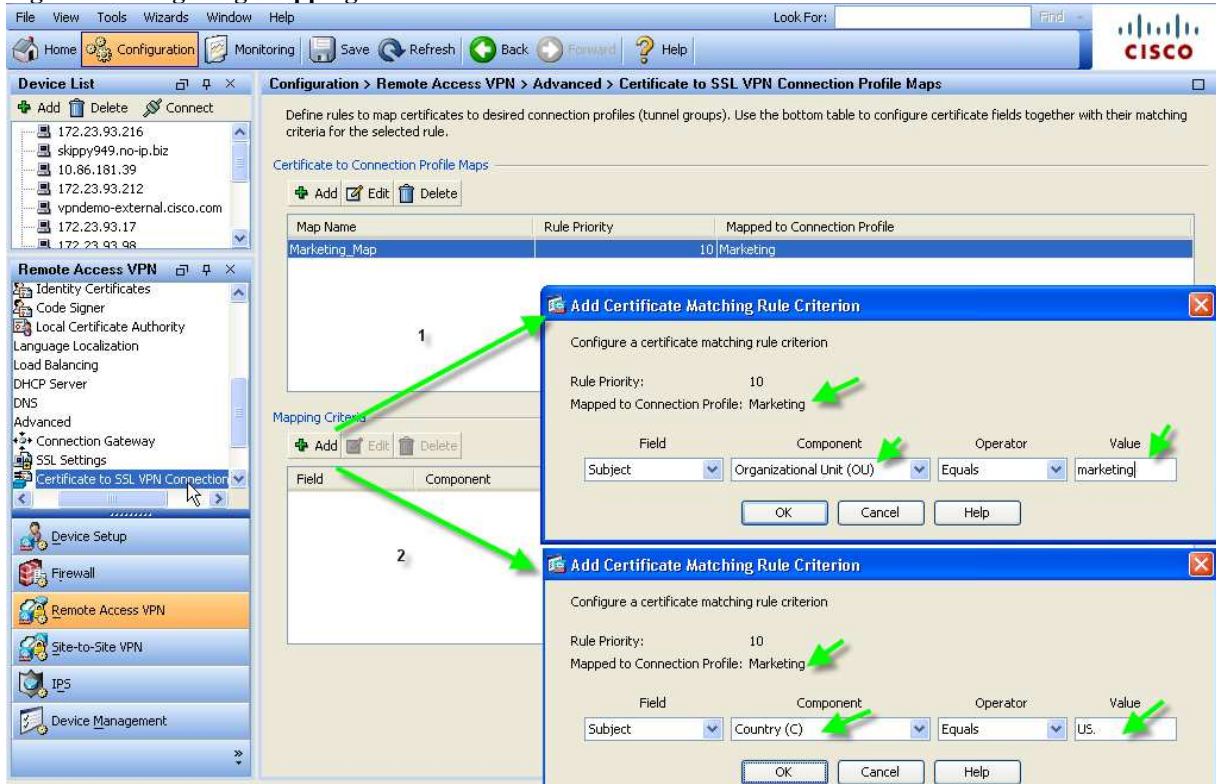 File View Tools Wizards Window Help Look For: Find
Home Configuration Monitoring Save Refresh Back Forward Help
CISCO
Device List
Add Delete Connect
172.23.93.216
skippy949.no-ip.biz
10.86.181.39
172.23.93.212
vpndemo-external.cisco.com
172.23.93.17
172.23.93.98
Remote Access VPN
Identity Certificates
Code Signer
Local Certificate Authority
Language Localization
Load Balancing
DHCP Server
DNS
Advanced
Connection Gateway
SSL Settings
Certificate to SSL VPN Connection
Device Setup
Firewall
Remote Access VPN
Site-to-Site VPN
IPS
Device Management
Configuration > Remote Access VPN > Advanced > Certificate to SSL VPN Connection Profile Maps
Define rules to map certificates to desired connection profiles (tunnel groups). Use the bottom table to configure certificate fields together with their matching
criteria for the selected rule.
Certificate to Connection Profile Maps
Add Edit Delete
Map Name Rule Priority Mapped to Connection Profile
Marketing_Map 10 Marketing
1
Mapping Criteria
Add Edit Delete
Field Component
2
Add Certificate Matching Rule Criterion
Configure a certificate matching rule criterion
Rule Priority: 10
Mapped to Connection Profile: Marketing
Field Component Operator Value
Subject Organizational Unit (OU) Equals marketing
OK Cancel Help
Add Certificate Matching Rule Criterion
Configure a certificate matching rule criterion
Rule Priority: 10
Mapped to Connection Profile: Marketing
Field Component Operator Value
Subject Country (C) Equals US.
OK Cancel Help